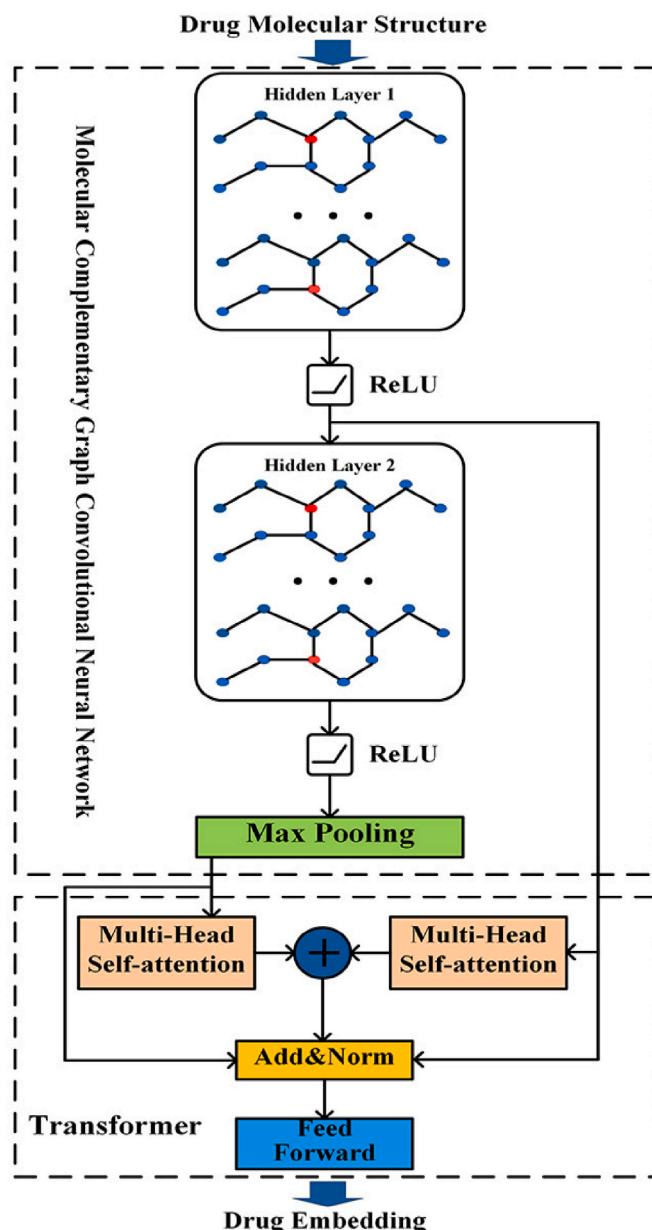 Drug Molecular Structure
Hidden Layer 1
ReLU
Hidden Layer 2
ReLU
Max Pooling
Molecular Complementary Graph Convolutional Neural Network
Multi-Head
Self-attention
Multi-Head
Self-attention
Add&Norm
Transformer
Feed
Forward
Drug Embedding